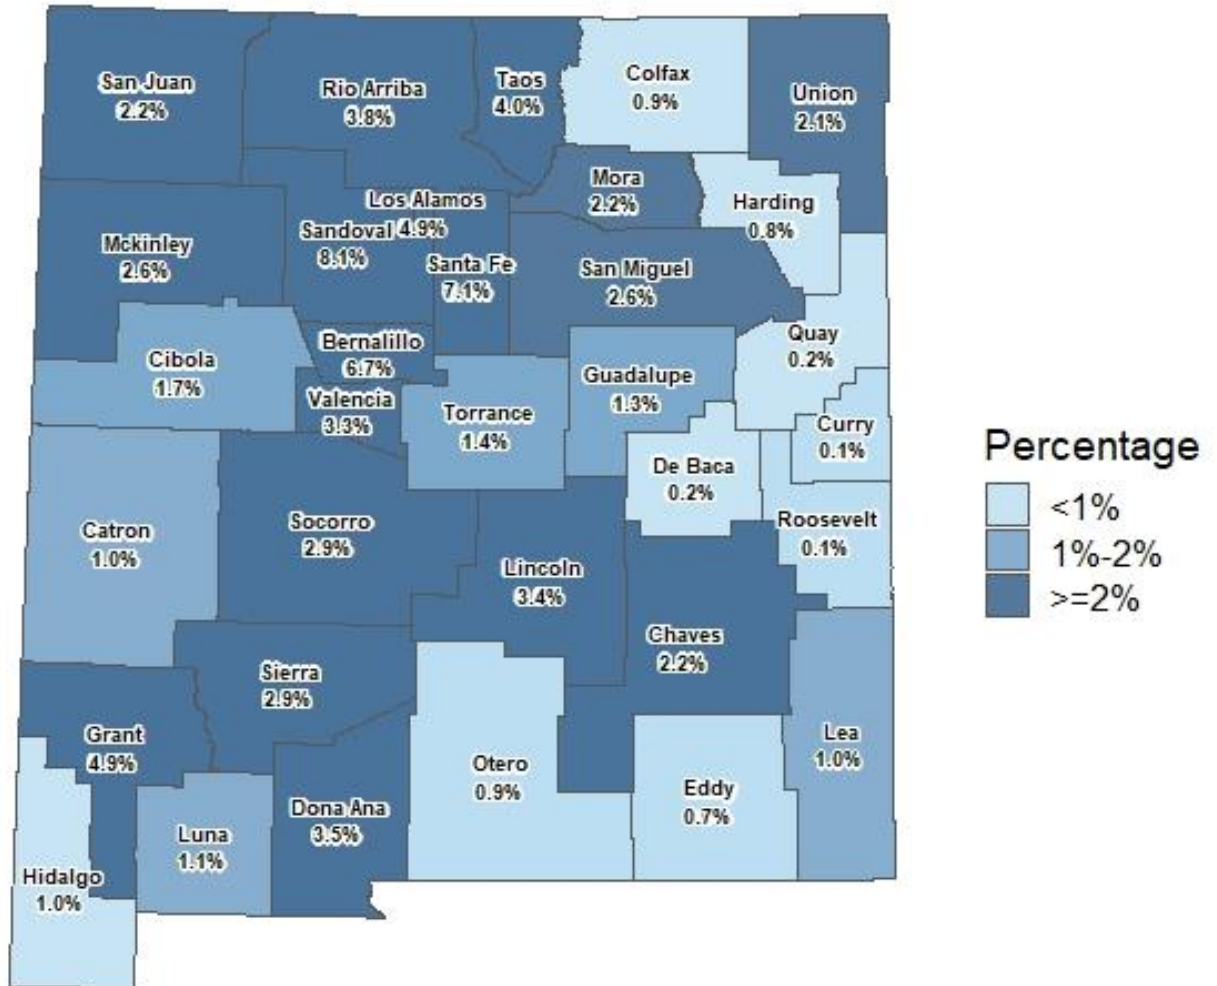 San Juan
2.2%
Rio Arriba
3.8%
Taos
4.0%
Colfax
0.9%
Union
2.1%
Mora
2.2%
Harding
0.8%
Los Alamos
4.9%
Sandoval
8.1%
Mckinley
2.6%
Santa Fe
7.1%
San Miguel
2.6%
Quay
0.2%
Bernalillo
6.7%
Cibola
1.7%
Guadalupe
1.3%
Valencia
3.3%
Torrance
1.4%
Curry
0.1%
De Baca
0.2%
Roosevelt
0.1%
Catron
1.0%
Socorro
2.9%
Lincoln
3.4%
Chaves
2.2%
Sierra
2.9%
Grant
4.9%
Otero
0.9%
Lea
1.0%
Eddy
0.7%
Dona Ana
3.5%
Luna
1.1%
Hidalgo
1.0%
Percentage
<1%
1%-2%
>=2%